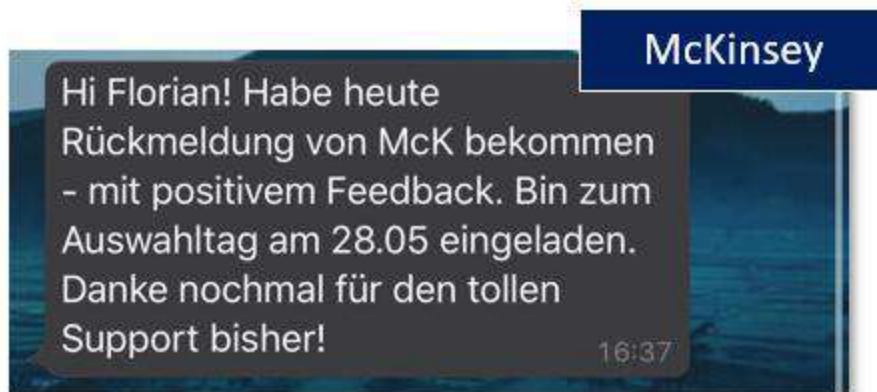 McKinsey
Hi Florian! Habe heute
Rückmeldung von McK bekommen
- mit positivem Feedback. Bin zum
Auswahltag am 28.05 eingeladen.
Danke nochmal für den tollen
Support bisher!
16:37